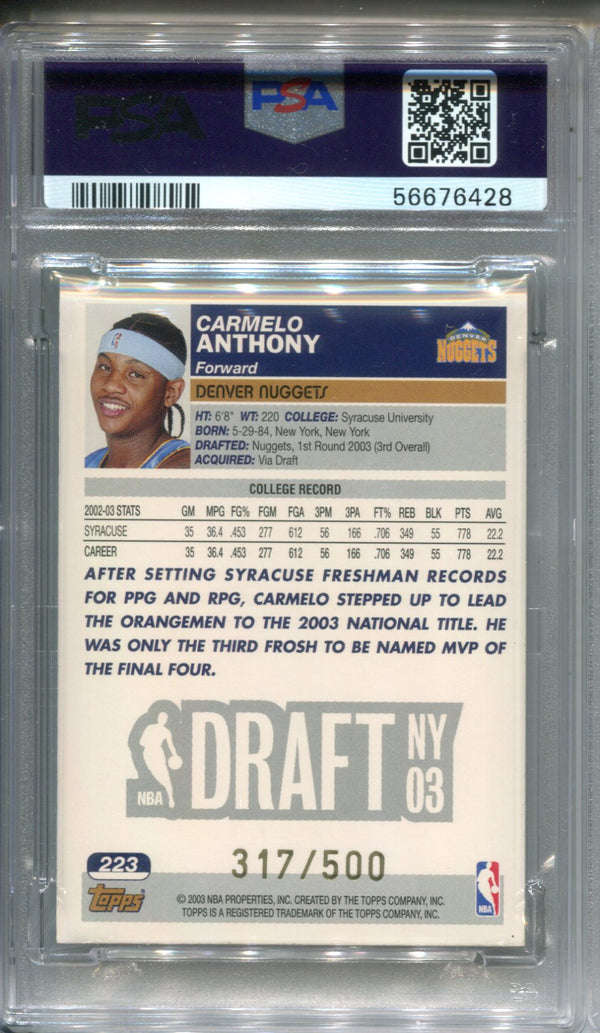 PSA
PSA
56676428
CARMELO
ANTHONY
Forward
DENVER NUGGETS
DENVER
NUGGETS
HT: 6'8" WT: 220 COLLEGE: Syracuse University
BORN: 5-29-84, New York, New York
DRAFTED: Nuggets, 1st Round 2003 (3rd Overall)
ACQUIRED: Via Draft
COLLEGE RECORD
2002-03 STATS GM MPG FG% FGM FGA 3PM 3PA FT% REB BLK PTS AVG
SYRACUSE 35 36.4 .453 277 612 56 166 .706 349 55 778 22.2
CAREER 35 36.4 .453 277 612 56 166 .706 349 55 778 22.2
AFTER SETTING SYRACUSE FRESHMAN RECORDS
FOR PPG AND RPG, CARMELO STEPPED UP TO LEAD
THE ORANGEMEN TO THE 2003 NATIONAL TITLE. HE
WAS ONLY THE THIRD FROSH TO BE NAMED MVP OF
THE FINAL FOUR.
NBA DRAFT NY 03
317/500
223
Topps
© 2003 NBA PROPERTIES, INC. CREATED BY THE TOPPS COMPANY, INC.
TOPPS IS A REGISTERED TRADEMARK OF THE TOPPS COMPANY, INC.
NBA